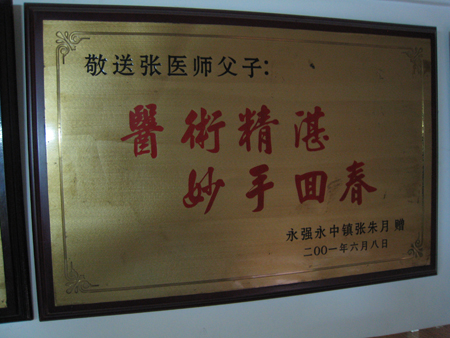 敬送张医师父子:
醫術精湛
妙手回春
永强永中镇张朱月 赠
二00一年六月八日